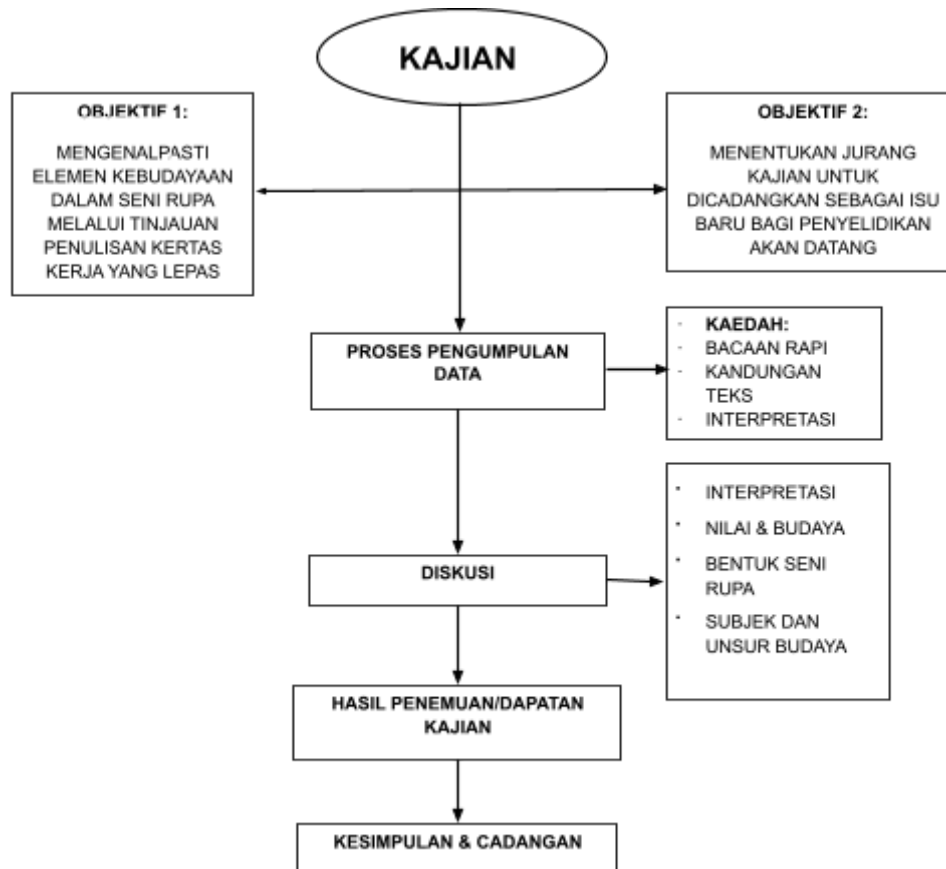 KAJIAN
OBJEKTIF 1:
MENGENALPASTI
ELEMEN KEBUDAYAAN
DALAM SENI RUPA
MELALUI TINJAUAN
PENULISAN KERTAS
KERJA YANG LEPAS
OBJEKTIF 2:
MENENTUKAN JURANG
KAJIAN UNTUK
DICADANGKAN SEBAGAI ISU
BARU BAGI PENYELIDIKAN
AKAN DATANG
PROSES PENGUMPULAN
DATA
- KAEDAH:
- BACAAN RAPI
- KANDUNGAN
TEKS
- INTERPRETASI
DISKUSI
• INTERPRETASI
• NILAI & BUDAYA
• BENTUK SENI
RUPA
• SUBJEK DAN
UNSUR BUDAYA
HASIL PENEMUAN/DAPATAN
KAJIAN
KESIMPULAN & CADANGAN